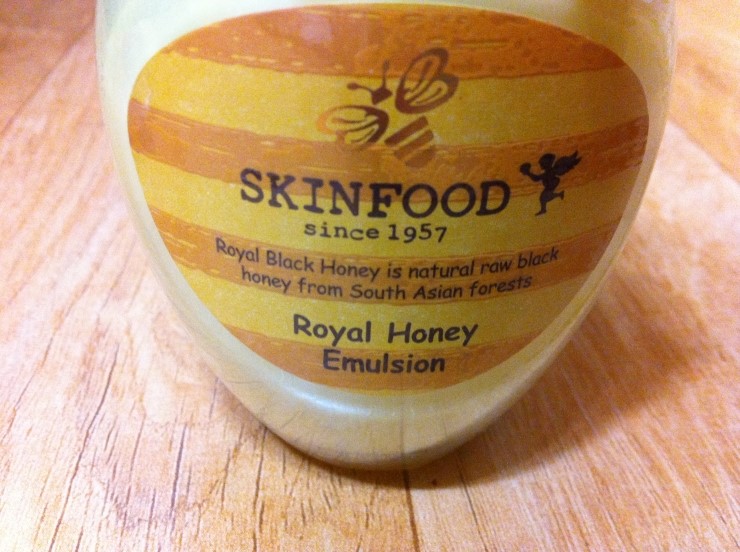 SKINFOOD
since 1957
Royal Black Honey is natural raw black
honey from South Asian forests
Royal Honey
Emulsion